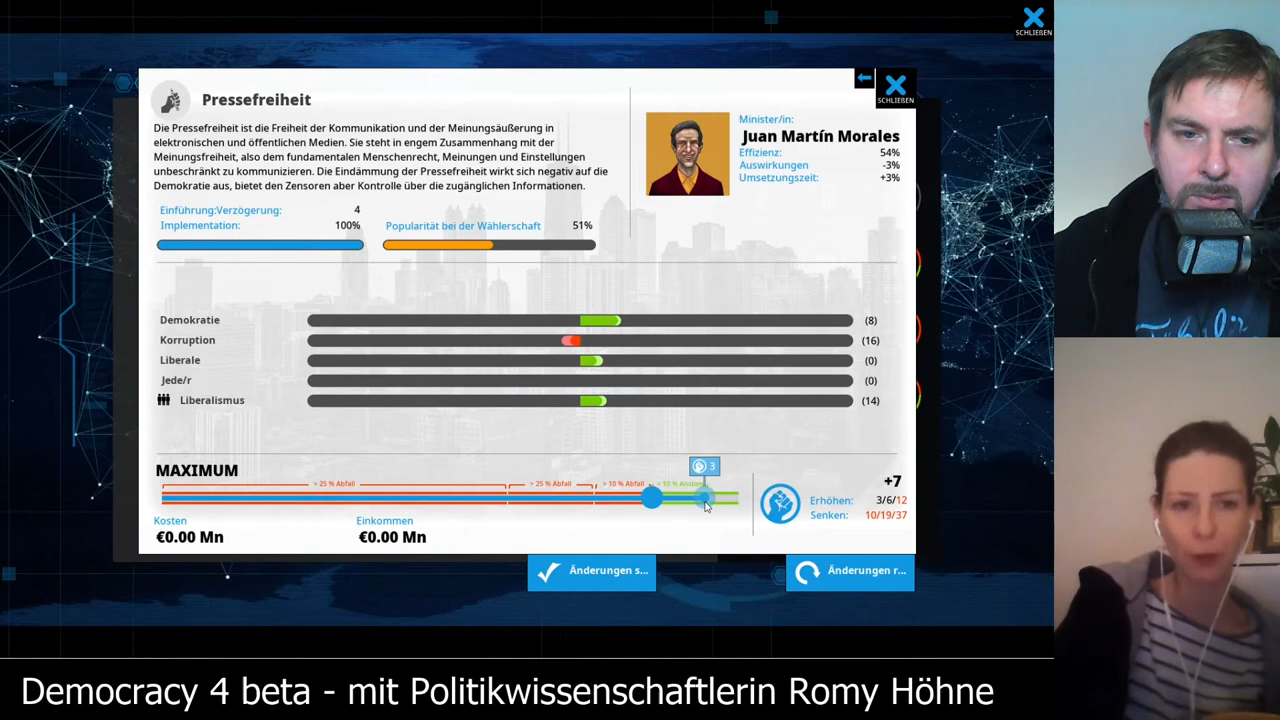 SCHLIEẞEN
SCHLIEẞEN
Pressefreiheit
Die Pressefreiheit ist die Freiheit der Kommunikation und der Meinungsäußerung in
elektronischen und öffentlichen Medien. Sie steht in engem Zusammenhang mit der
Meinungsfreiheit, also dem fundamentalen Menschenrecht, Meinungen und Einstellungen
unbeschränkt zu kommunizieren. Die Eindämmung der Pressefreiheit wirkt sich negativ auf die
Demokratie aus, bietet den Zensoren aber Kontrolle über die zugänglichen Informationen.
Minister/in:
Juan Martín Morales
Effizienz: 54%
Auswirkungen -3%
Umsetzungszeit: +3%
Einführung:Verzögerung: 4
Implementation: 100%
Popularität bei der Wählerschaft 51%
Demokratie (8)
Korruption (16)
Liberale (0)
Jede/r (0)
Liberalismus (14)
MAXIMUM
3
> 25 % Abfall > 25 % Abfall > 10 % Abfall > 10 %
+7
Erhöhen: 3/6/12
Senken: 10/19/37
Kosten
€0.00 Mn
Einkommen
€0.00 Mn
Änderungen s...
Änderungen r...
Democracy 4 beta - mit Politikwissenschaftlerin Romy Höhne